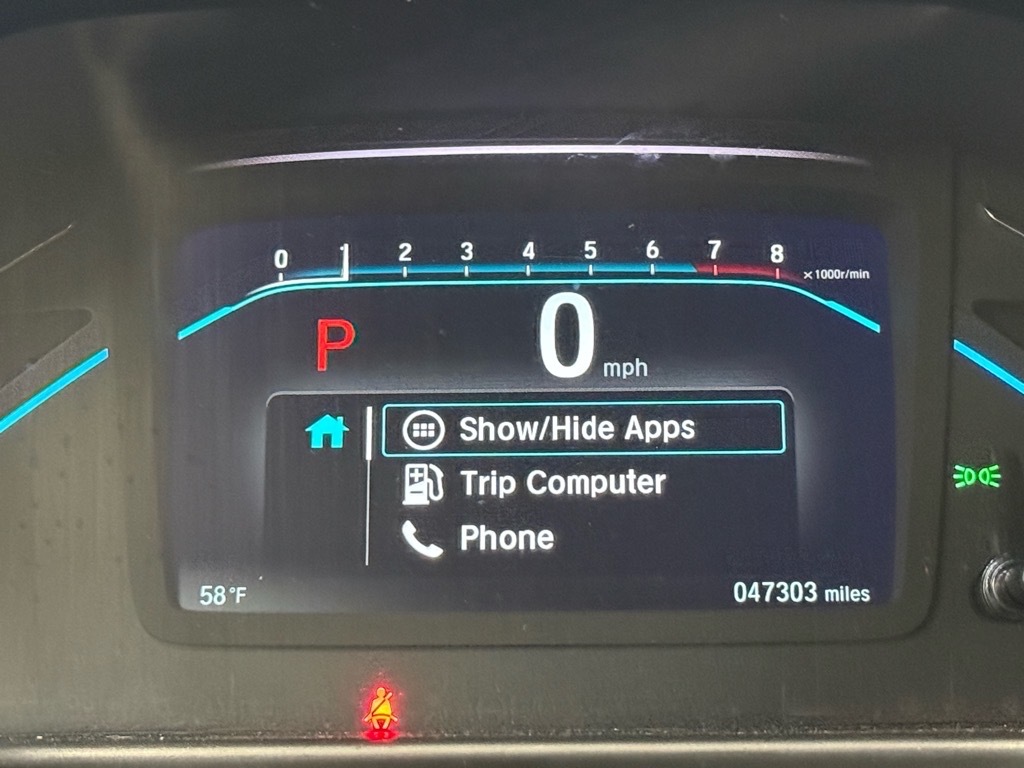 0 1 2 3 4 5 6 7 8
x1000r/min
P
0 mph
Show/Hide Apps
Trip Computer
Phone
58°F
047303 miles